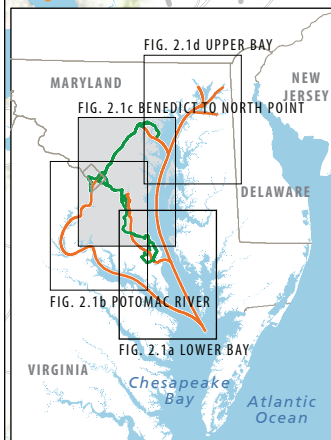 FIG. 2.1d UPPER BAY
MARYLAND
NEW
JERSEY
FIG. 2.1c BENEDICT TO NORTH POINT
DELAWARE
FIG. 2.1b POTOMAC RIVER
FIG. 2.1a LOWER BAY
VIRGINIA
Chesapeake
Bay
Atlantic
Ocean